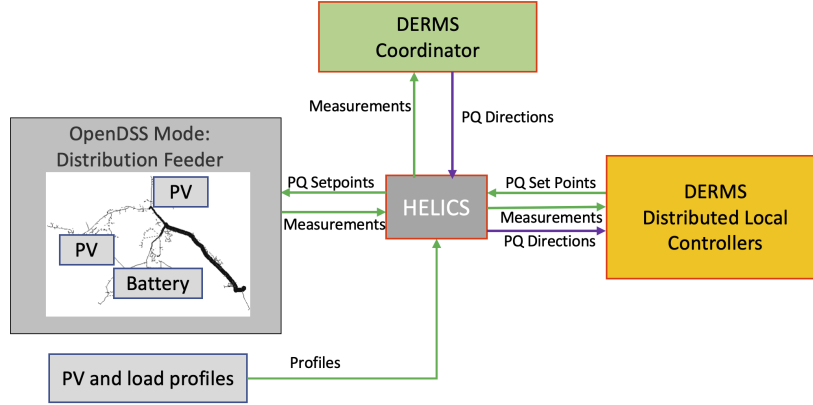 DERMS
Coordinator
Measurements
PQ Directions
OpenDSS Mode:
Distribution Feeder
PV
PV
Battery
PQ Setpoints
Measurements
HELICS
PQ Set Points
Measurements
PQ Directions
DERMS
Distributed Local
Controllers
Profiles
PV and load profiles